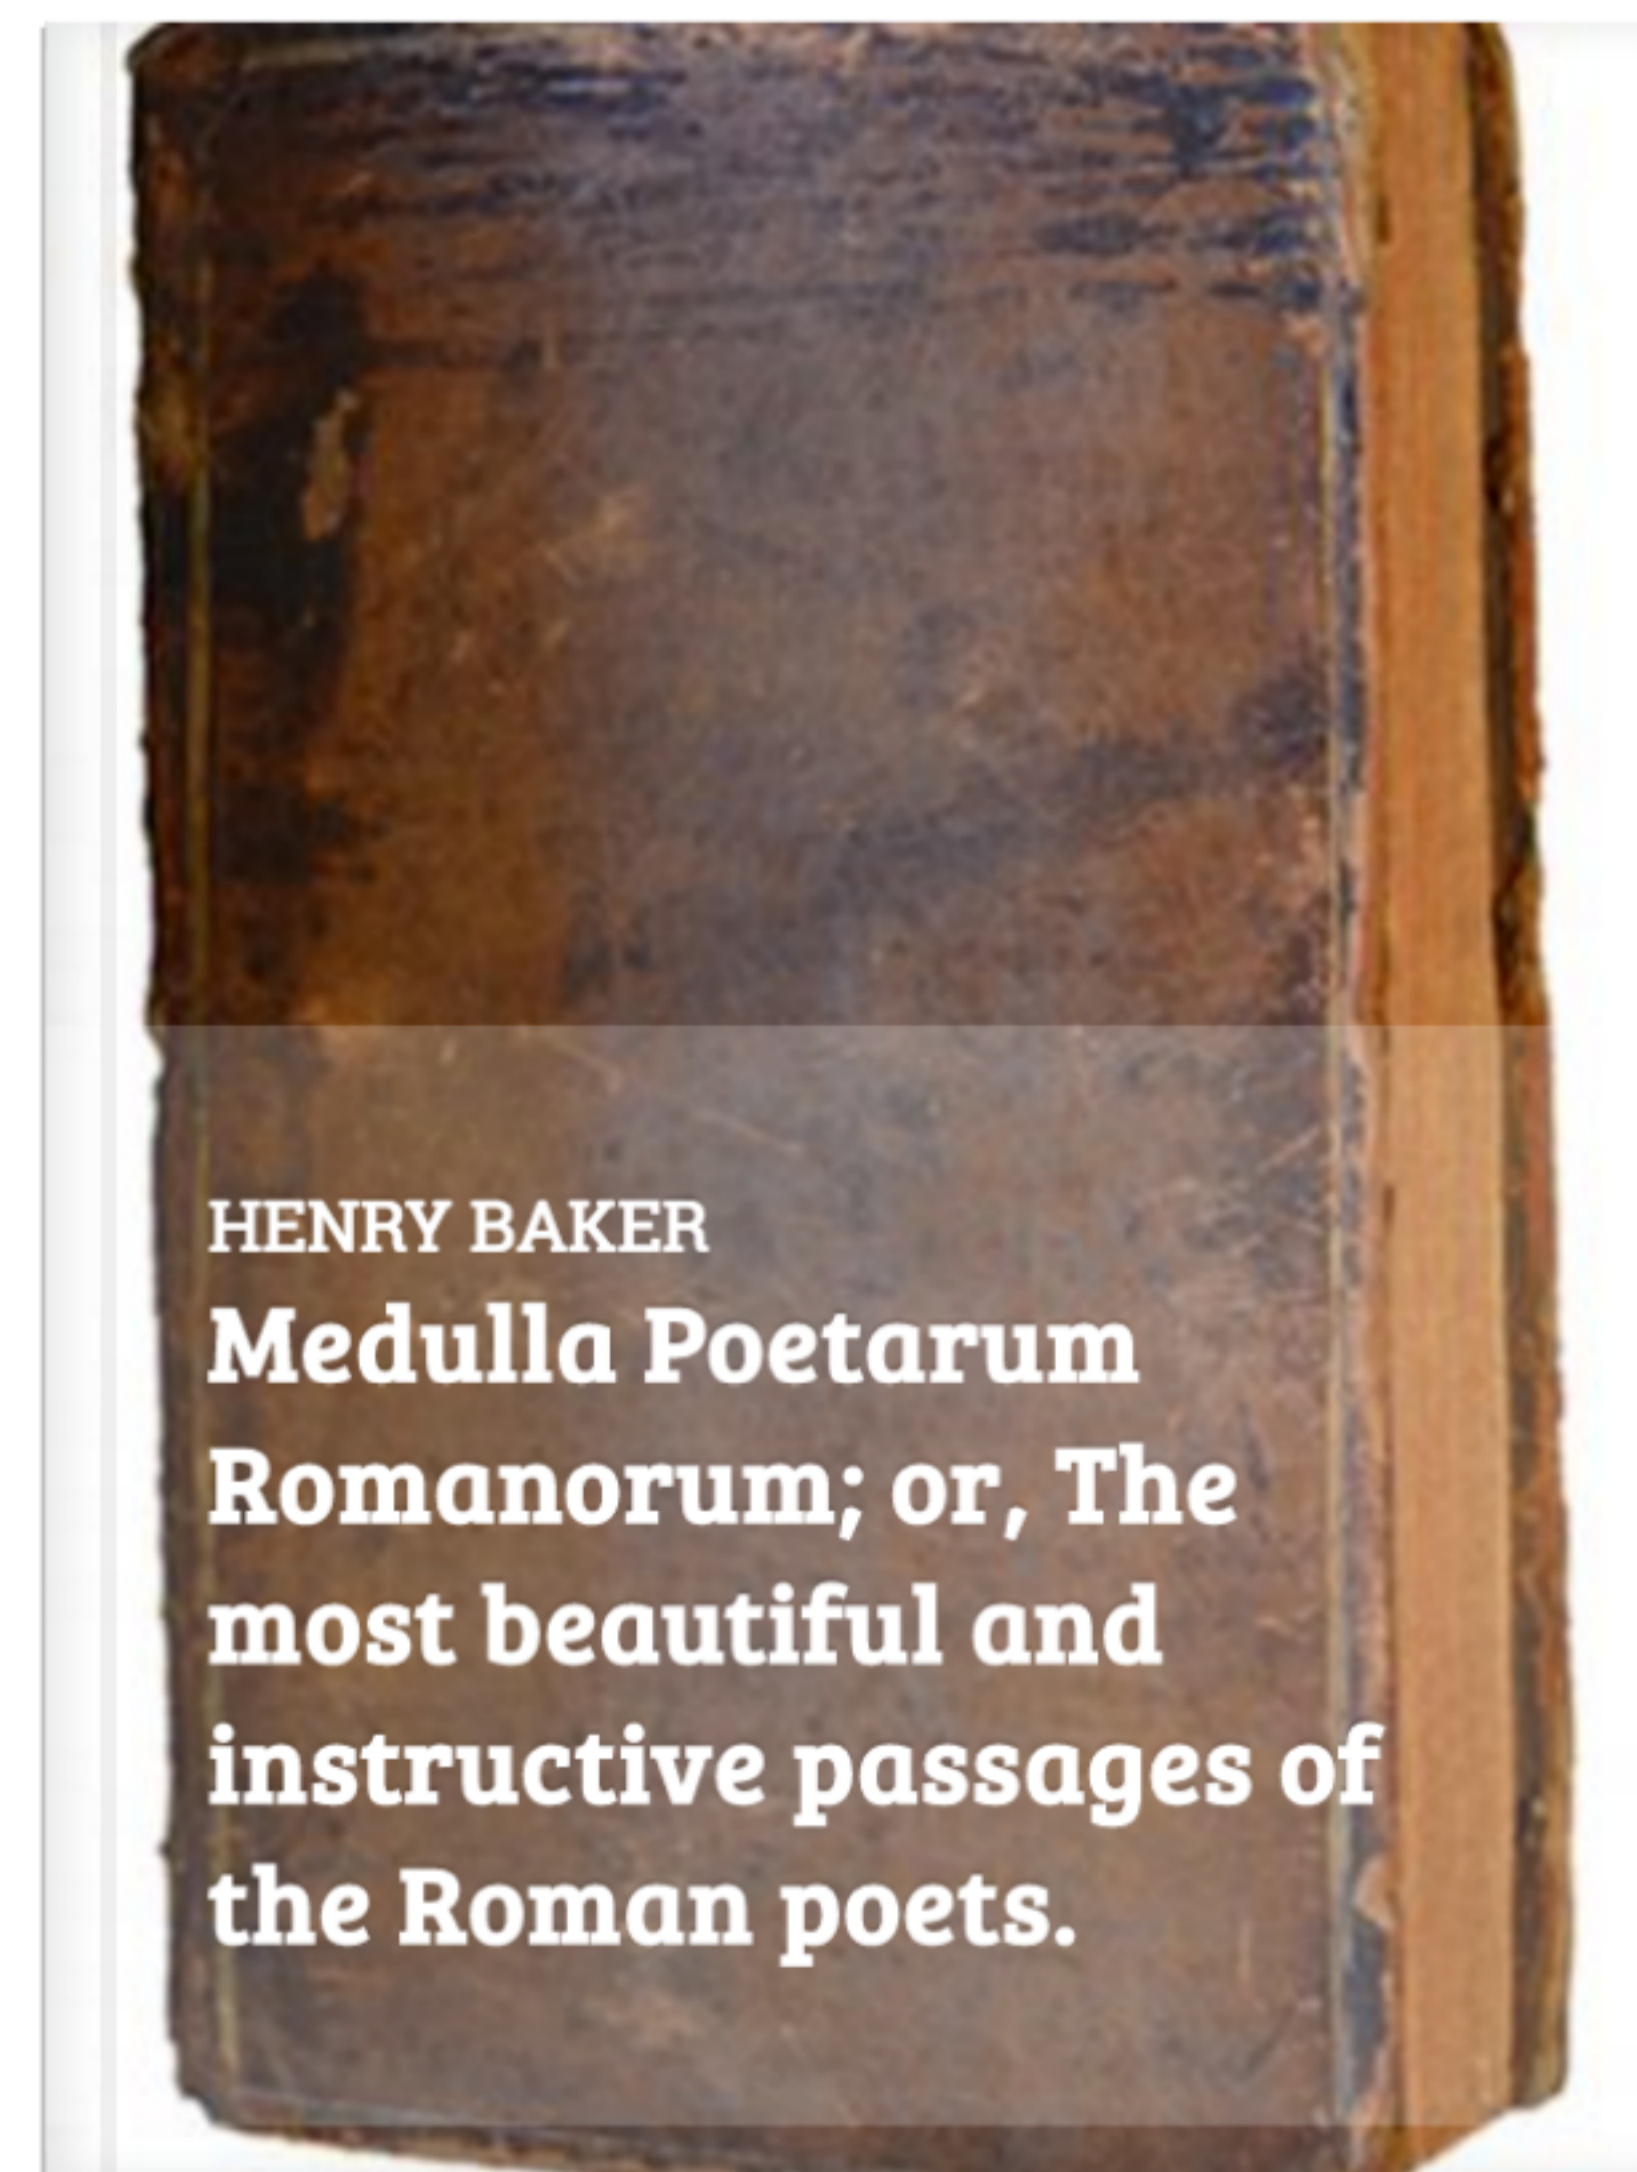 HENRY BAKER
Medulla Poetarum
Romanorum; or, The
most beautiful and
instructive passages of
the Roman poets.